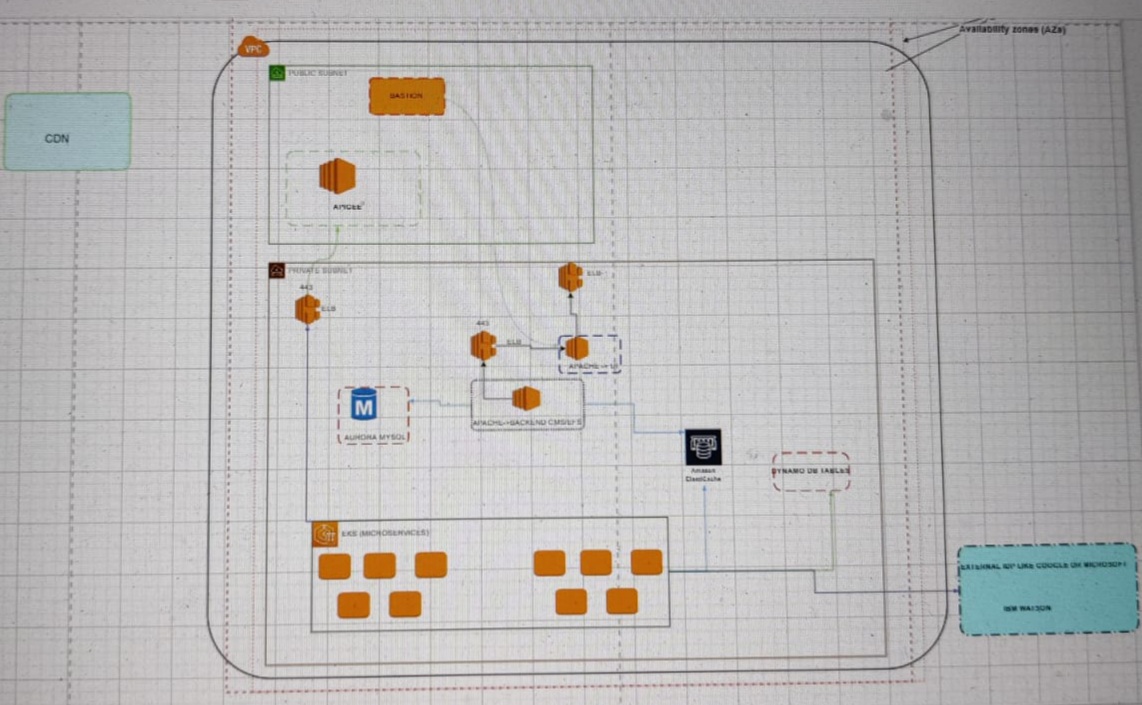 Availability zones (AZs)
VPC
PUBLIC SUBNET
BASTION
CDN
APIGEE
PRIVATE SUBNET
443
ELB
ELB
443
ELB
APACHE->UI
M
AURORA MYSQL
APACHE->BACKEND CMS/EFS
Amazon
ElastiCache
DYNAMO DB TABLES
EKS (MICROSERVICES)
EXTERNAL IDP LIKE GOOGLE OR MICROSOFT
IBM WATSON